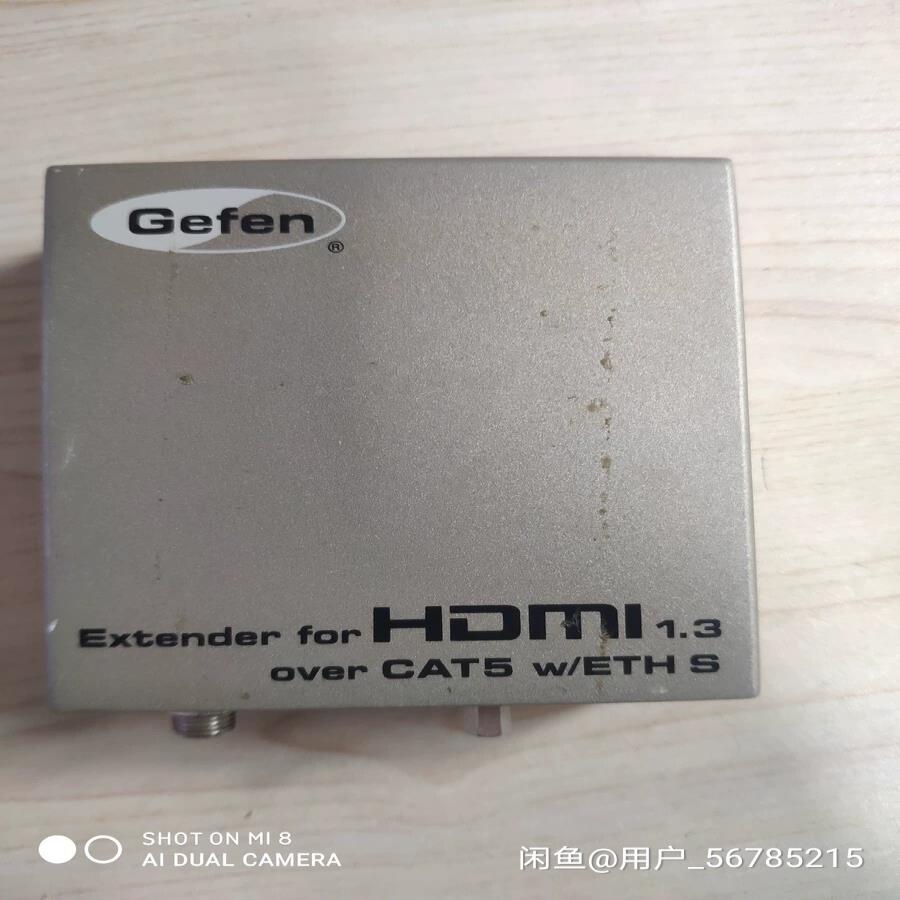 Gefen®
Extender for HDMI 1.3
over CAT5 w/ETH S
SHOT ON MI 8
AI DUAL CAMERA
闲鱼@用户_56785215